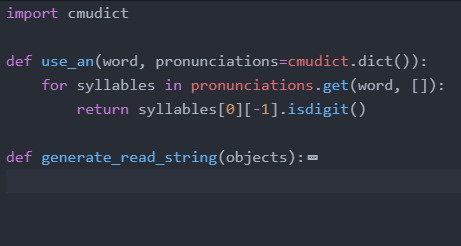 import cmudict
def use_an(word, pronunciations=cmudict.dict()):
    for syllables in pronunciations.get(word, []):
        return syllables[0][-1].isdigit()
def generate_read_string(objects):